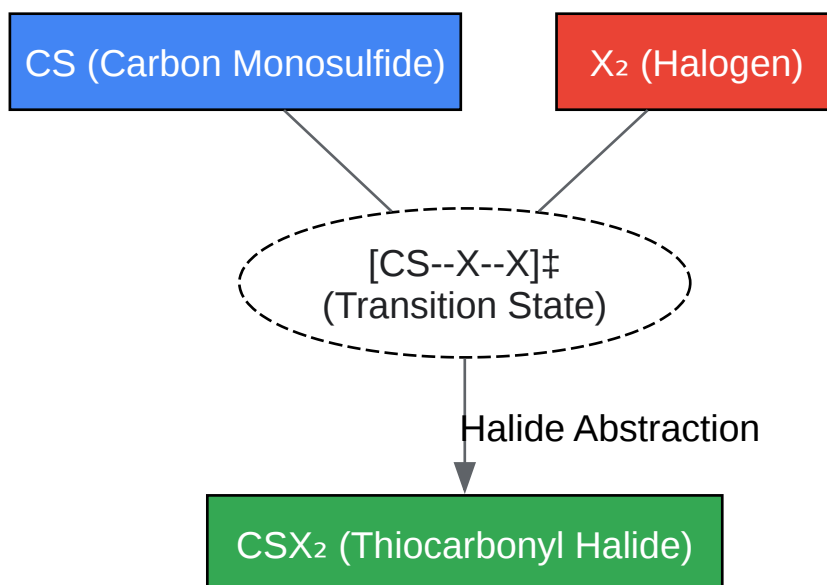 CS (Carbon Monosulfide)
X₂ (Halogen)
[CS--X--X]‡
(Transition State)
Halide Abstraction
CSX₂ (Thiocarbonyl Halide)